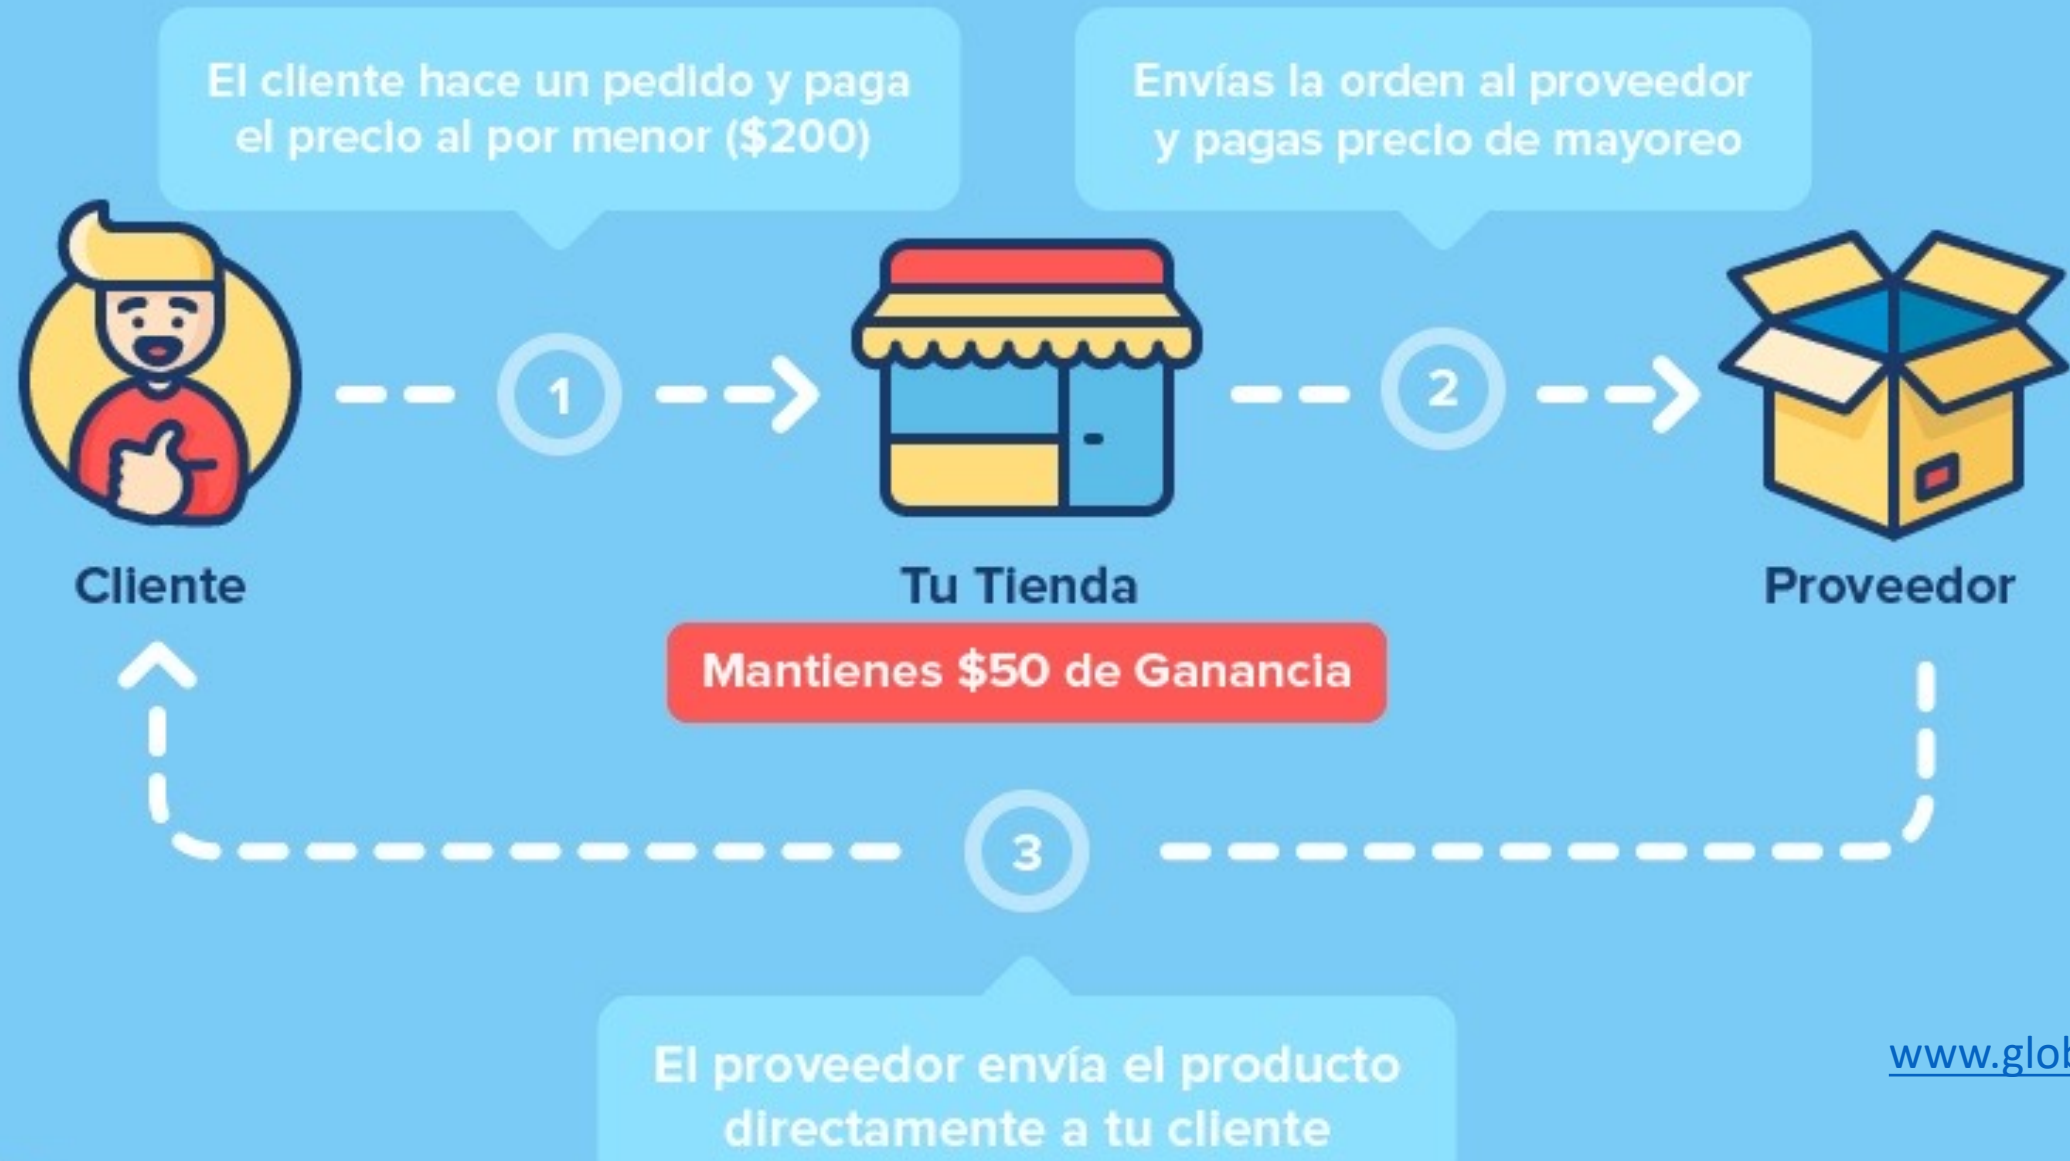 El cliente hace un pedido y paga
el precio al por menor ($200)
Envías la orden al proveedor
y pagas precio de mayoreo
1
2
Cliente
Tu Tienda
Proveedor
Mantienes $50 de Ganancia
3
El proveedor envía el producto
directamente a tu cliente